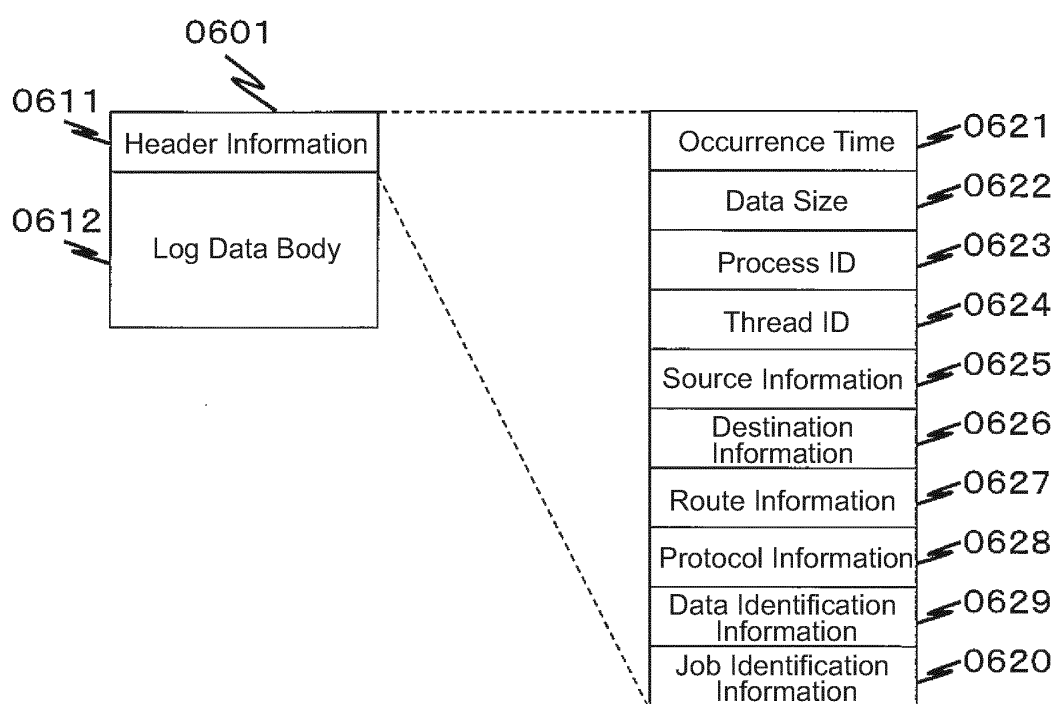 0601
0611
Header Information
0612
Log Data Body
Occurrence Time
0621
Data Size
0622
Process ID
0623
Thread ID
0624
Source Information
0625
Destination
Information
0626
Route Information
0627
Protocol Information
0628
Data Identification
Information
0629
Job Identification
Information
0620